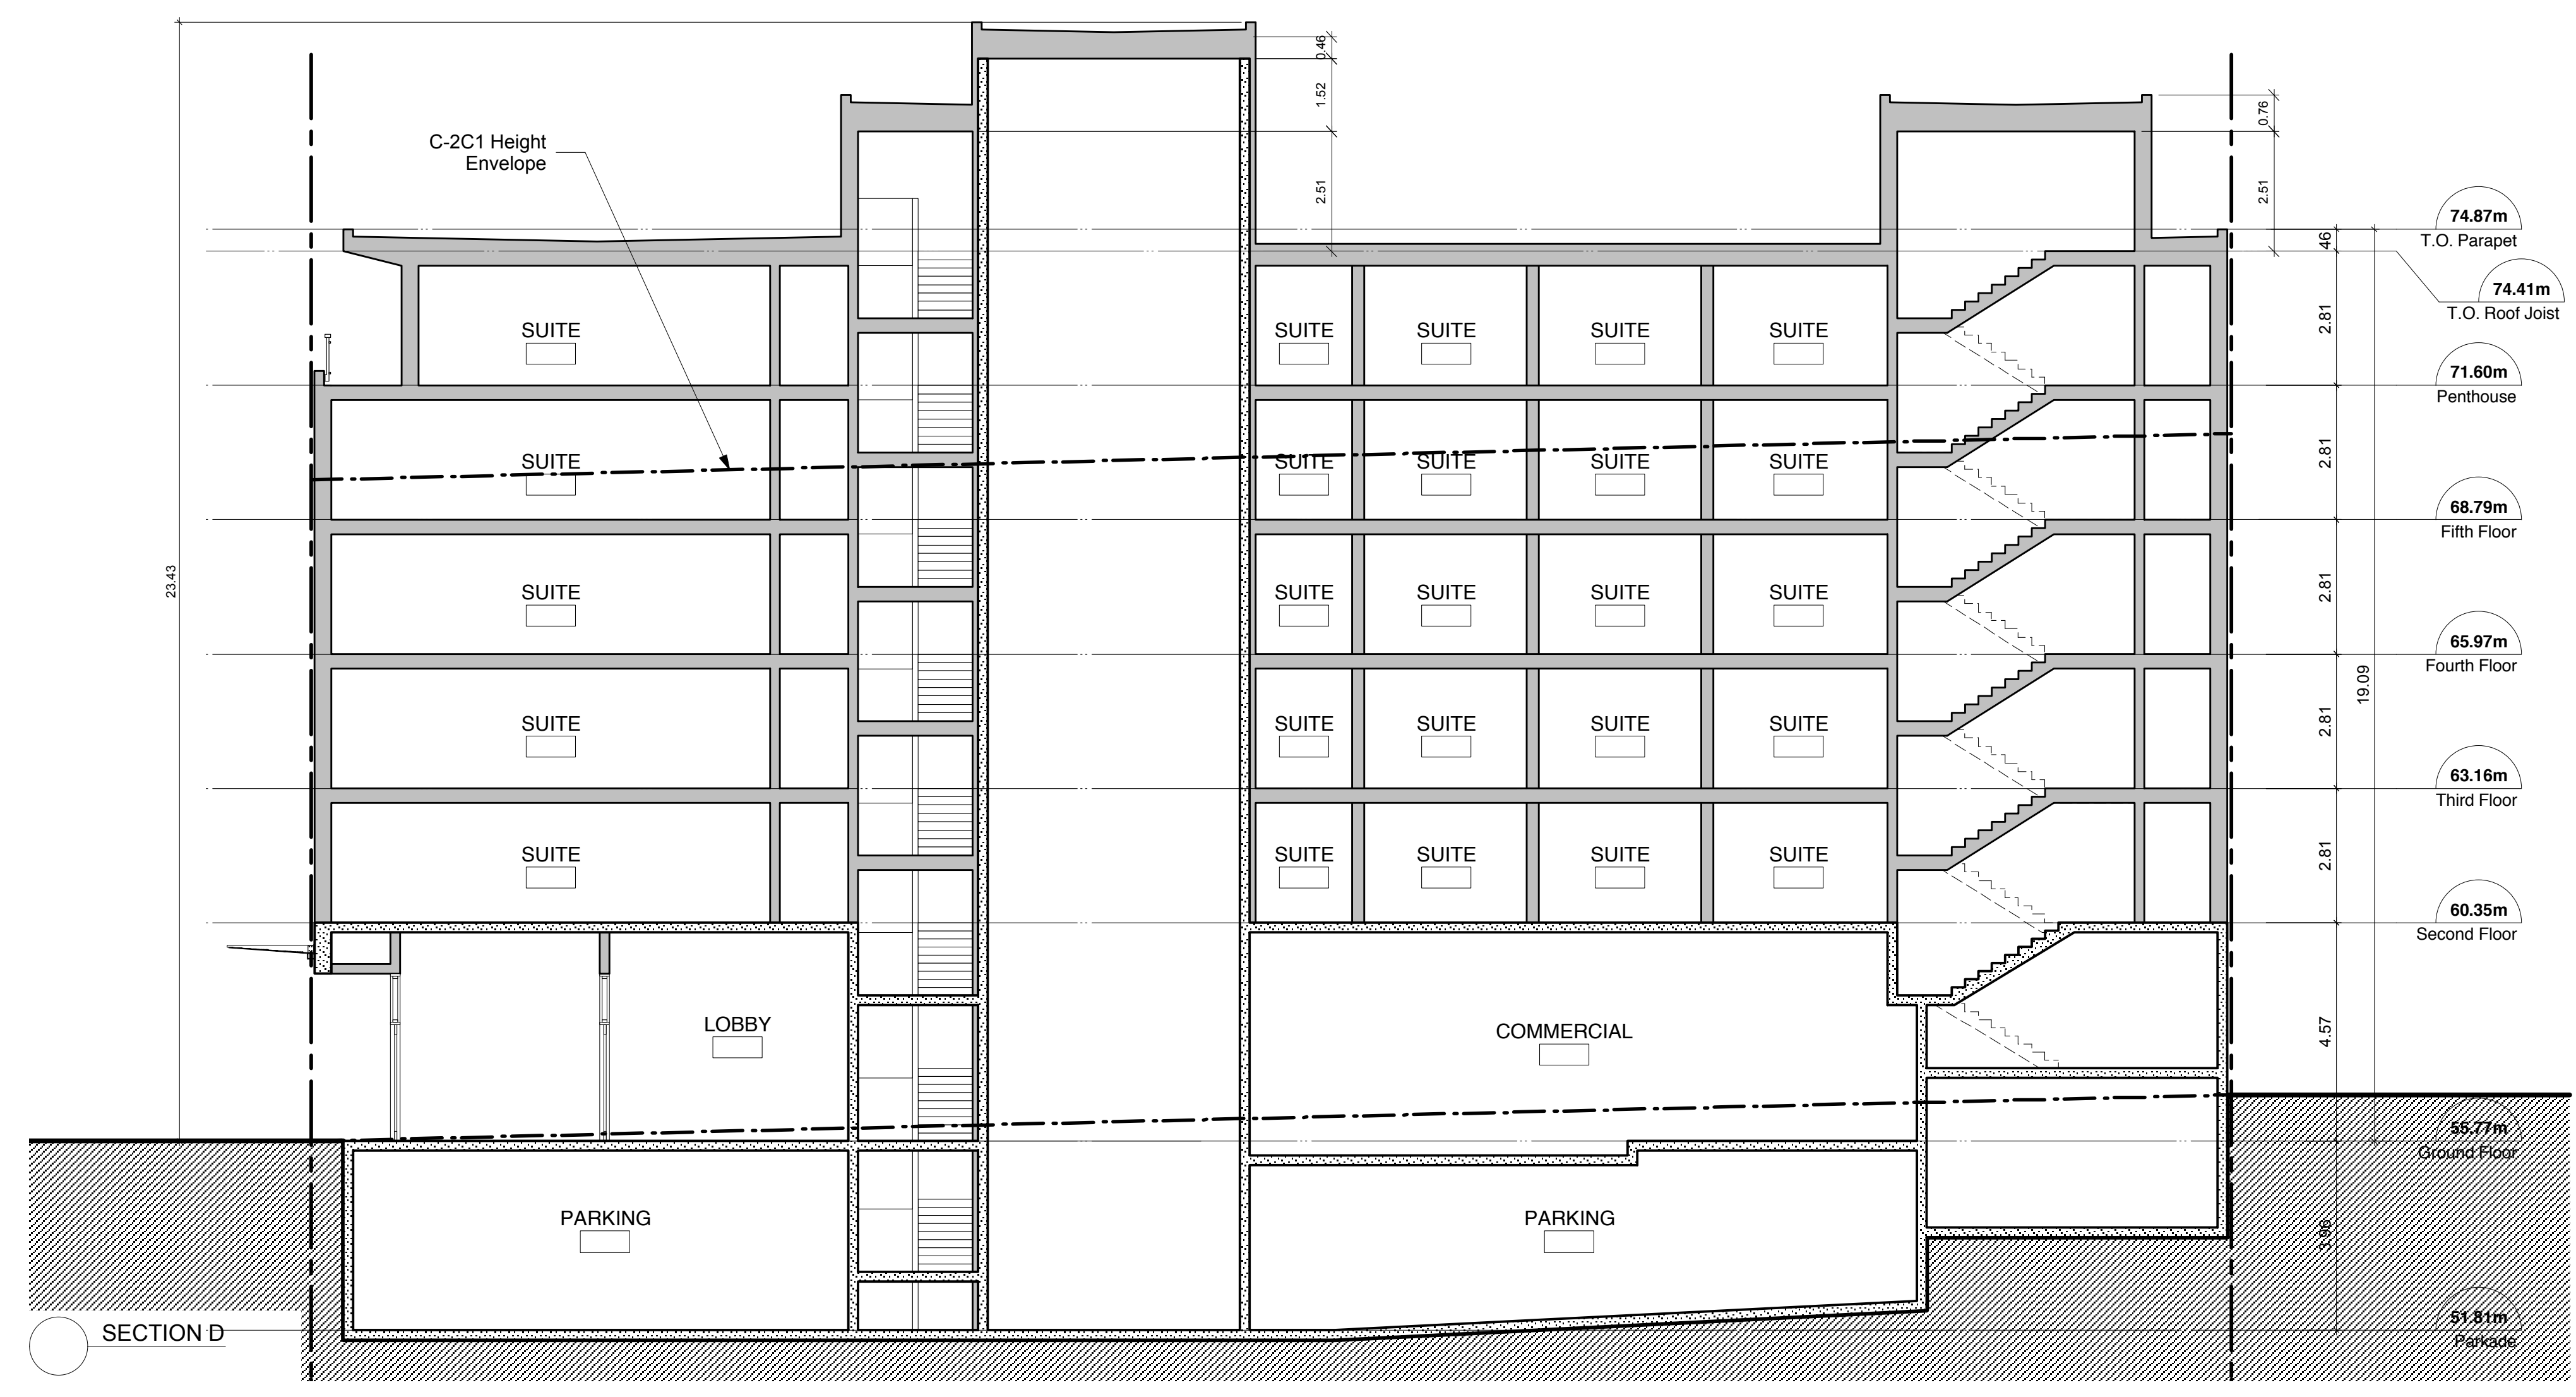 0.46
1.52
2.51
0.76
2.51
C-2C1 Height
Envelope
23.43
74.87m
T.O. Parapet
46
74.41m
T.O. Roof Joist
2.81
SUITE
SUITE
SUITE
SUITE
SUITE
71.60m
Penthouse
2.81
SUITE
SUITE
SUITE
SUITE
SUITE
68.79m
Fifth Floor
2.81
SUITE
SUITE
SUITE
SUITE
SUITE
65.97m
Fourth Floor
19.09
2.81
SUITE
SUITE
SUITE
SUITE
SUITE
63.16m
Third Floor
2.81
SUITE
SUITE
SUITE
SUITE
SUITE
60.35m
Second Floor
LOBBY
COMMERCIAL
4.57
55.77m
Ground Floor
PARKING
PARKING
3.96
51.81m
Parkade
SECTION D